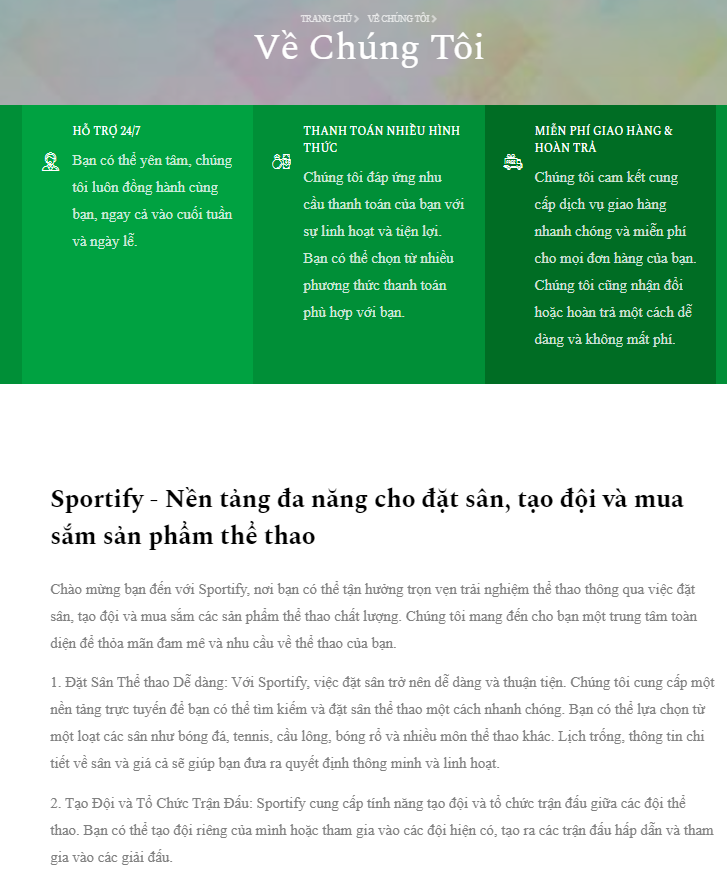 TRANG CHỦ > VỀ CHÚNG TÔI >
Về Chúng Tôi
HỖ TRỢ 24/7
Bạn có thể yên tâm, chúng
tôi luôn đồng hành cùng
bạn, ngay cả vào cuối tuần
và ngày lễ.
THANH TOÁN NHIỀU HÌNH
THỨC
Chúng tôi đáp ứng nhu
cầu thanh toán của bạn với
sự linh hoạt và tiện lợi.
Bạn có thể chọn từ nhiều
phương thức thanh toán
phù hợp với bạn.
MIỄN PHÍ GIAO HÀNG &
HOÀN TRẢ
Chúng tôi cam kết cung
cấp dịch vụ giao hàng
nhanh chóng và miễn phí
cho mọi đơn hàng của bạn.
Chúng tôi cũng nhận đổi
hoặc hoàn trả một cách dễ
dàng và không mất phí.
Sportify - Nền tảng đa năng cho đặt sân, tạo đội và mua
sắm sản phẩm thể thao
Chào mừng bạn đến với Sportify, nơi bạn có thể tận hưởng trọn vẹn trải nghiệm thể thao thông qua việc đặt
sân, tạo đội và mua sắm các sản phẩm thể thao chất lượng. Chúng tôi mang đến cho bạn một trung tâm toàn
diện để thỏa mãn đam mê và nhu cầu về thể thao của bạn.
1. Đặt Sân Thể thao Dễ dàng: Với Sportify, việc đặt sân trở nên dễ dàng và thuận tiện. Chúng tôi cung cấp một
nền tảng trực tuyến để bạn có thể tìm kiếm và đặt sân thể thao một cách nhanh chóng. Bạn có thể lựa chọn từ
một loạt các sân như bóng đá, tennis, cầu lông, bóng rổ và nhiều môn thể thao khác. Lịch trống, thông tin chi
tiết về sân và giá cả sẽ giúp bạn đưa ra quyết định thông minh và linh hoạt.
2. Tạo Đội và Tổ Chức Trận Đấu: Sportify cung cấp tính năng tạo đội và tổ chức trận đấu giữa các đội thể
thao. Bạn có thể tạo đội riêng của mình hoặc tham gia vào các đội hiện có, tạo ra các trận đấu hấp dẫn và tham
gia vào các giải đấu.